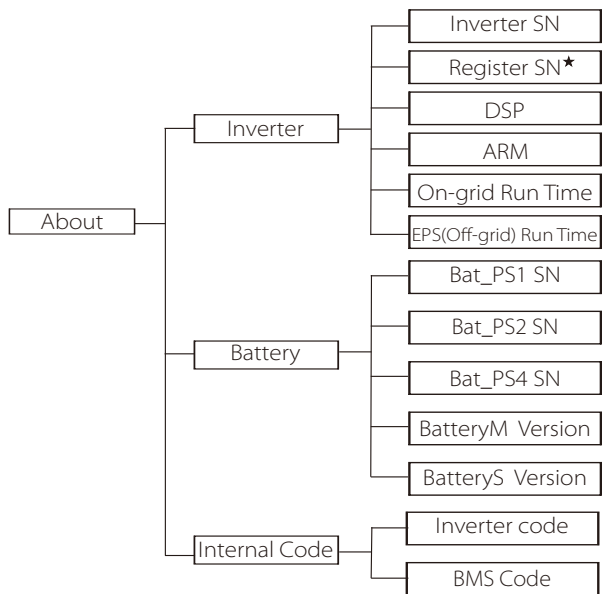 About
Inverter
Inverter SN
Register SN★
DSP
ARM
On-grid Run Time
EPS(Off-grid) Run Time
Battery
Bat_PS1 SN
Bat_PS2 SN
Bat_PS4 SN
BatteryM Version
BatteryS Version
Internal Code
Inverter code
BMS Code